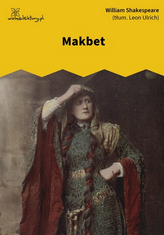 wolnelektury.pl
William Shakespeare
(tłum. Leon Ulrich)
Makbet